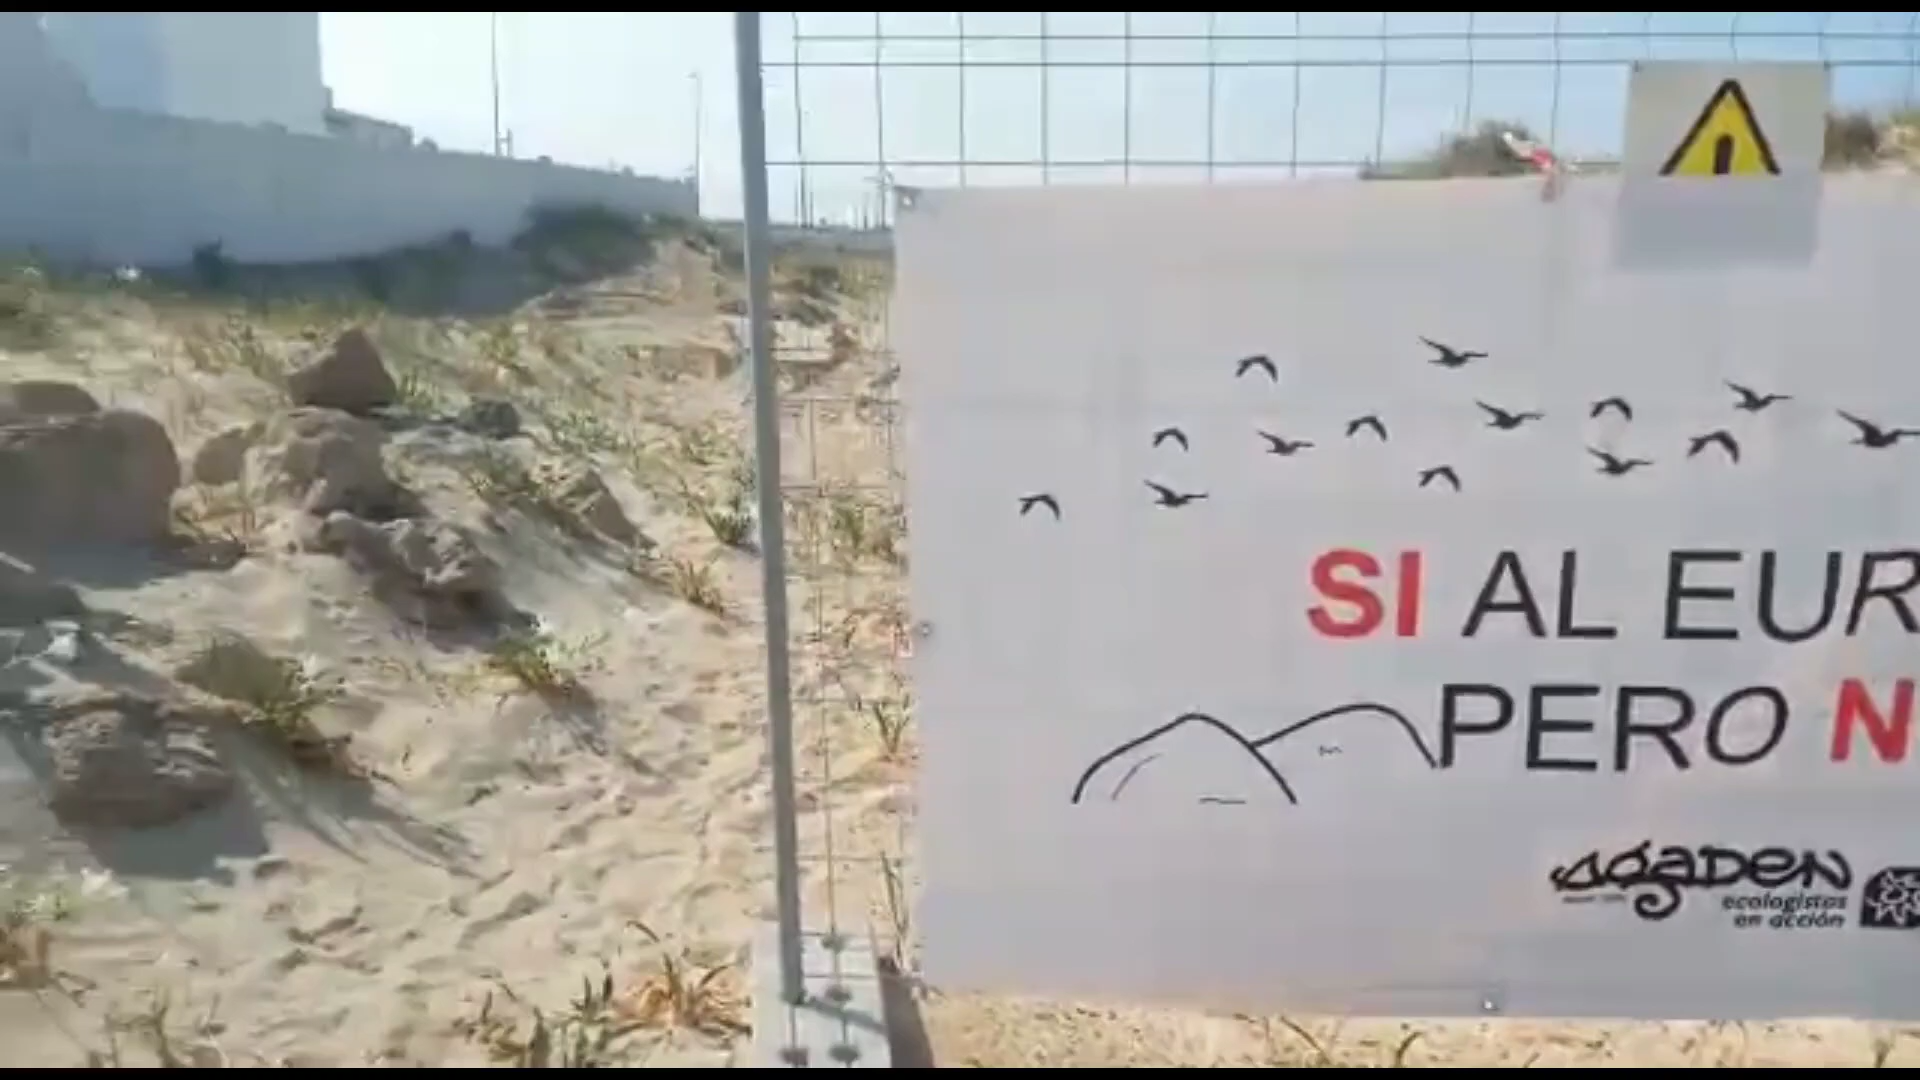 SI AL EUR
PERO N
agaden
ecologistas
en acción